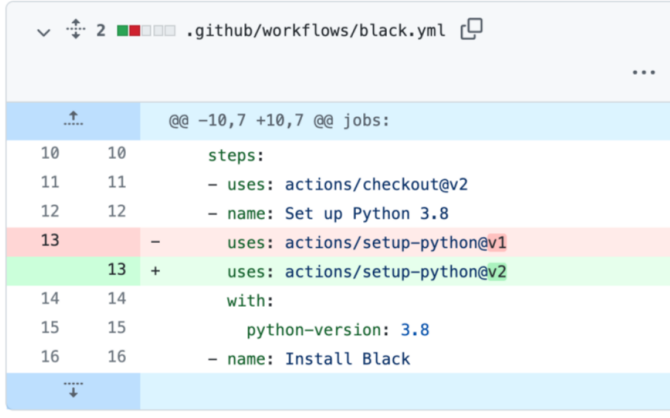 2 .github/workflows/black.yml
@@ -10,7 +10,7 @@ jobs:
10 10 steps:
11 11 - uses: actions/checkout@v2
12 12 - name: Set up Python 3.8
13 - uses: actions/setup-python@v1
13 + uses: actions/setup-python@v2
14 14 with:
15 15 python-version: 3.8
16 16 - name: Install Black